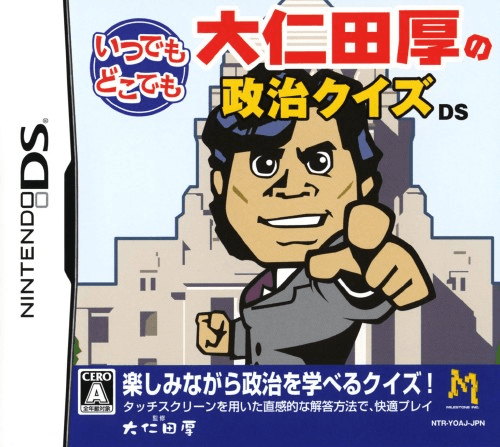 いつでも
どこでも
大仁田厚の
政治クイズDS
NINTENDO DS
CERO
A
全年齢対象
楽しみながら政治を学べるクイズ!
タッチスクリーンを用いた直感的な解答方法で、快適プレイ
監修 大仁田厚
M
MILESTONE INC.
NTR-YOAJ-JPN